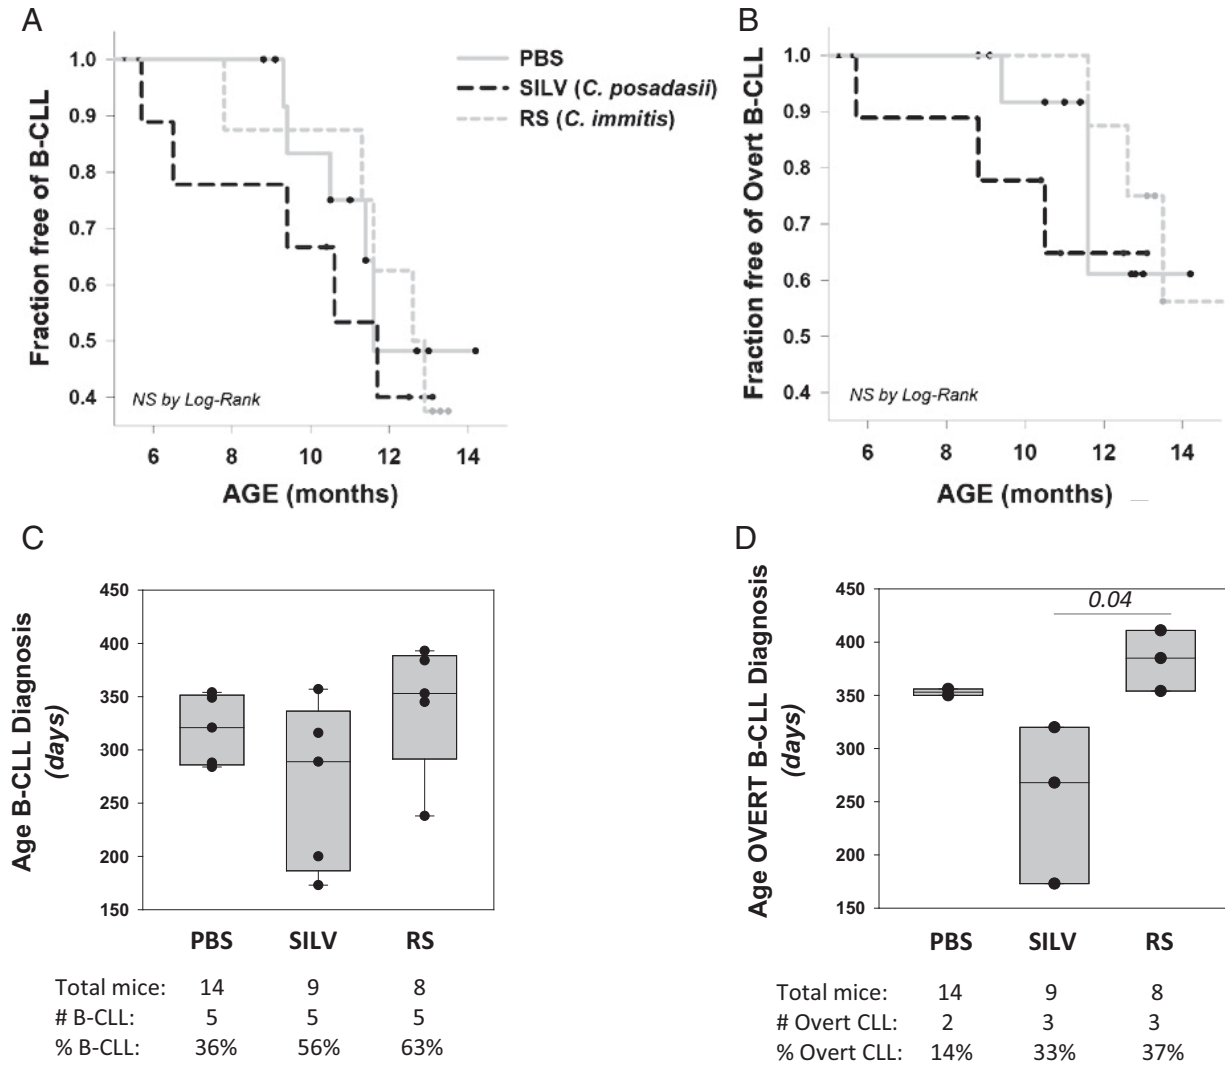 A
Fraction free of B-CLL
1.0
0.9
0.8
0.7
0.6
0.5
0.4
NS by Log-Rank
6 8 10 12 14
AGE (months)
PBS
SILV (C. posadasii)
RS (C. immitis)
B
Fraction free of Overt B-CLL
1.0
0.9
0.8
0.7
0.6
0.5
0.4
NS by Log-Rank
6 8 10 12 14
AGE (months)
C
Age B-CLL Diagnosis
(days)
450
400
350
300
250
200
150
PBS SILV RS
Total mice: 14 9 8
# B-CLL: 5 5 5
% B-CLL: 36% 56% 63%
D
Age OVERT B-CLL Diagnosis
(days)
450
400
350
300
250
200
150
0.04
PBS SILV RS
Total mice: 14 9 8
# Overt CLL: 2 3 3
% Overt CLL: 14% 33% 37%